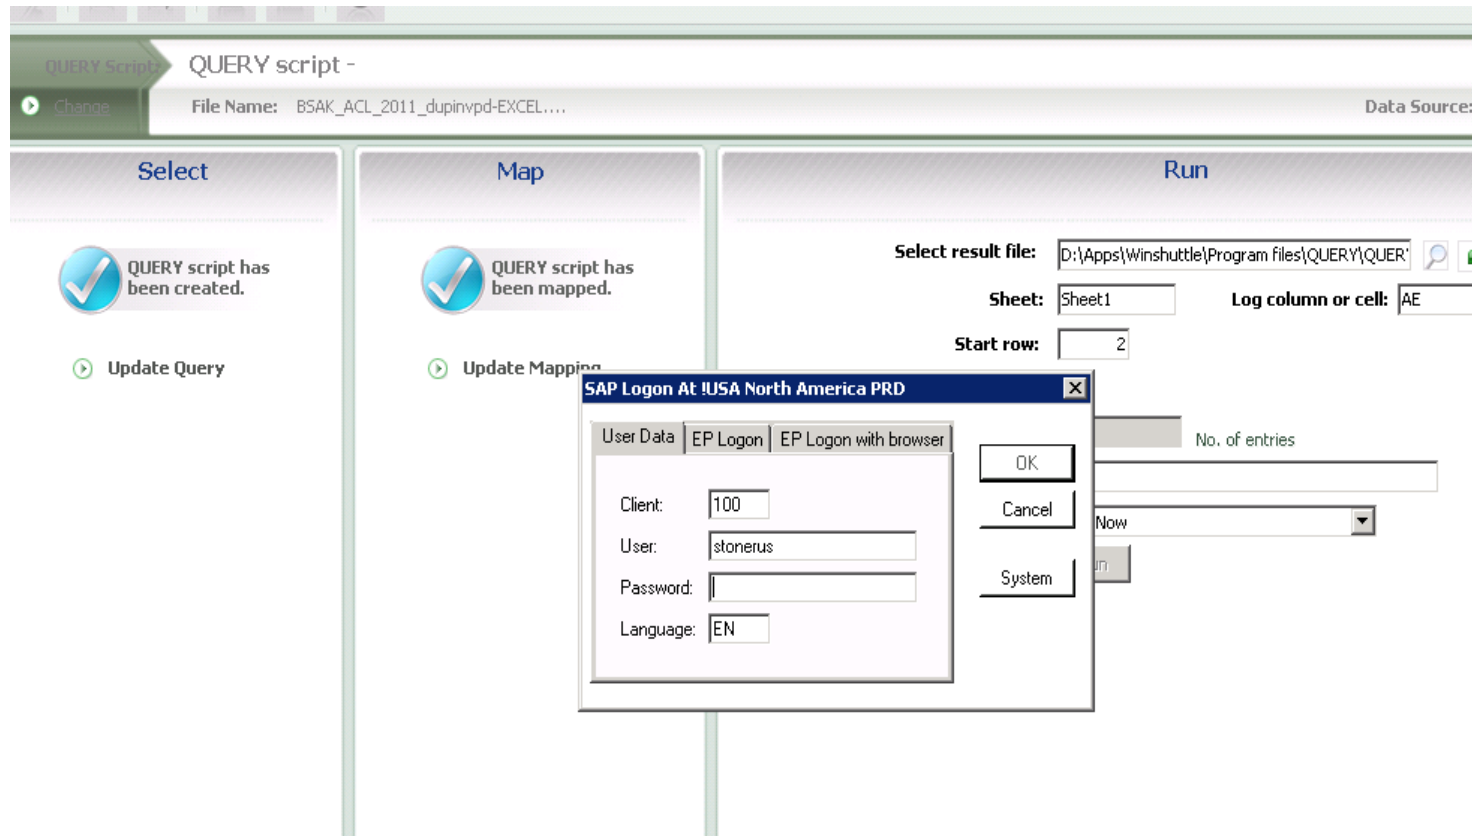 QUERY Script:
QUERY script -
Change
File Name: BSAK_ACL_2011_dupinvpd-EXCEL....
Data Source:
Select
Map
Run
QUERY script has
been created.
QUERY script has
been mapped.
Select result file: D:\Apps\Winshuttle\Program files\QUERY\QUER
Sheet: Sheet1
Log column or cell: AE
Start row: 2
Update Query
Update Mapping
SAP Logon At !USA North America PRD
User Data
EP Logon
EP Logon with browser
OK
No. of entries
Client: 100
Cancel
Now
User: stonerus
Password:
System
un
Language: EN